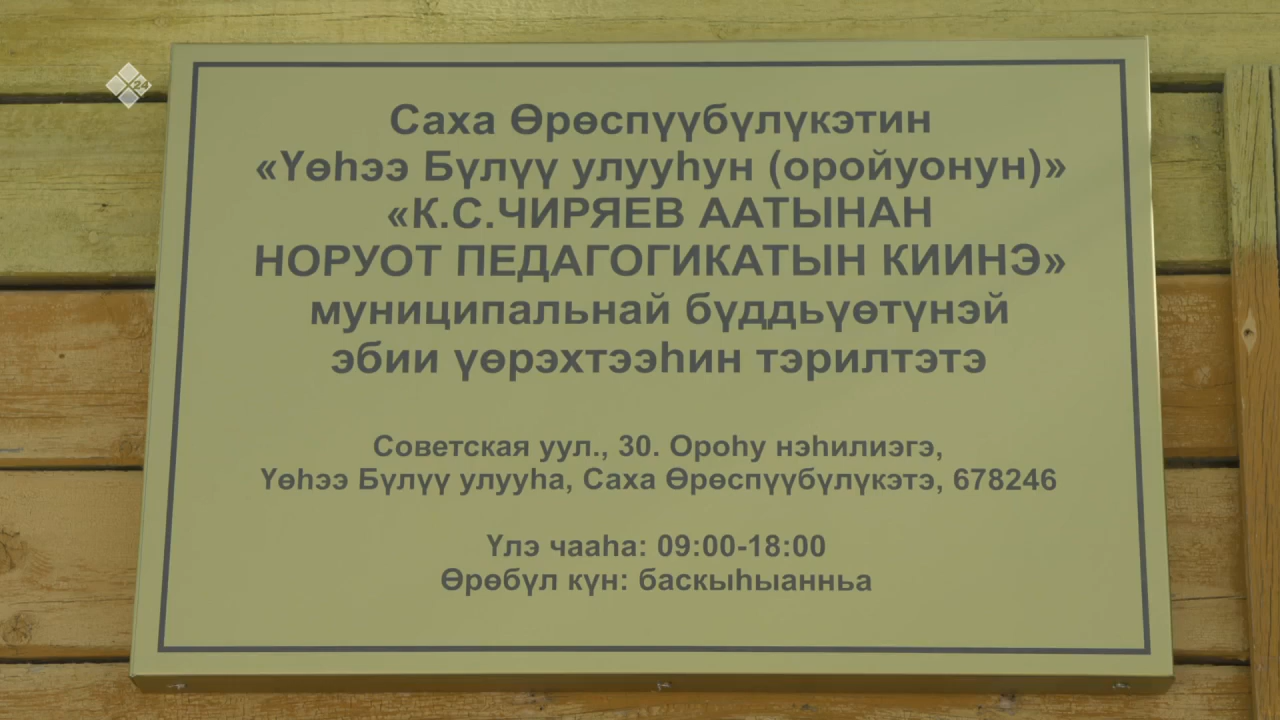 Х24
Саха Өрөспүүбүлүкэтин
«Үөһээ Бүлүү улууһун (оройуонун)»
«К.С.ЧИРЯЕВ ААТЫНАН
НОРУОТ ПЕДАГОГИКАТЫН КИИНЭ»
муниципальнай бүддьүөтүнэй
эбии үөрэхтээһин тэрилтэтэ
Советская уул., 30. Ороһу нэһилиэгэ,
Үөһээ Бүлүү улууһа, Саха Өрөспүүбүлүкэтэ, 678246
Үлэ чааһа: 09:00-18:00
Өрөбүл күн: баскыһыанньа